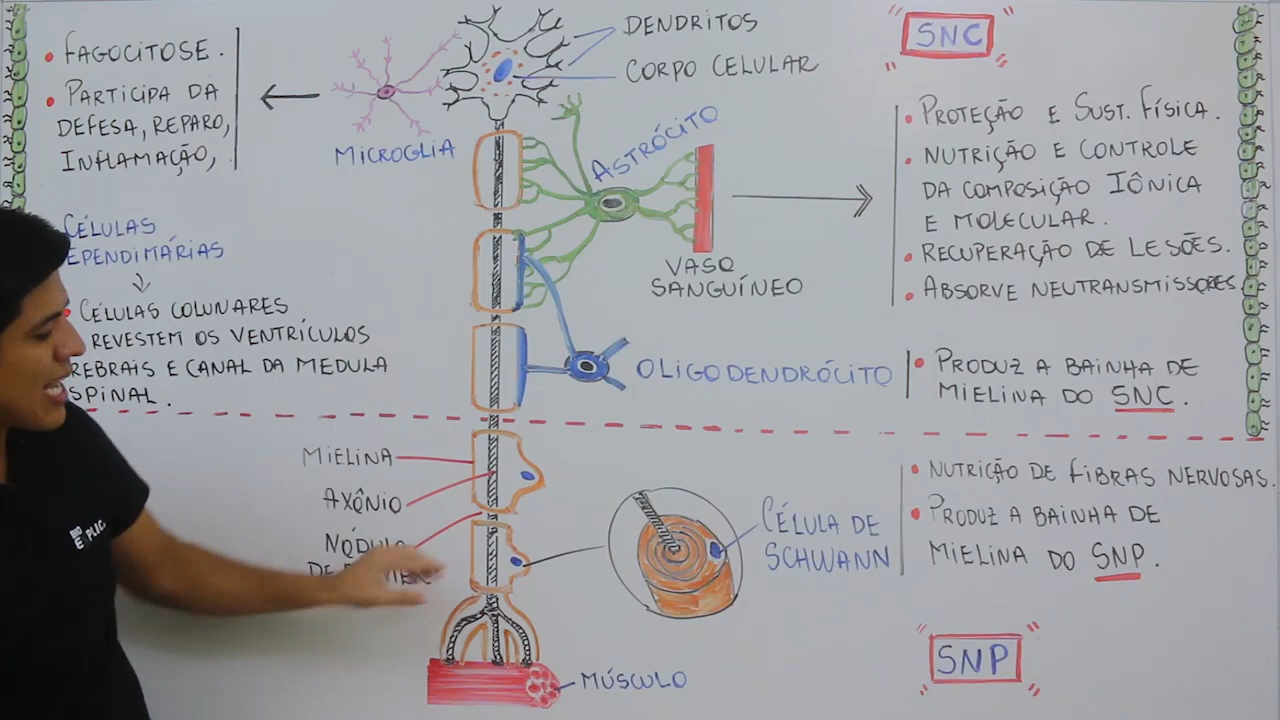 • FAGOCITOSE.
• PARTICIPA DA
DEFESA, REPARO,
INFLAMAÇÃO,
MICROGLIA
DENDRITOS
CORPO CELULAR
ASTRÓCITO
VASO
SANGUÍNEO
SNC
• PROTEÇÃO E SUST. FÍSICA.
• NUTRIÇÃO E CONTROLE
DA COMPOSIÇÃO IÔNICA
E MOLECULAR.
• RECUPERAÇÃO DE LESÕES.
• ABSORVE NEUTRANSMISSORES.
CÉLULAS
EPENDIMÁRIAS
• CÉLULAS COLUNARES
REVESTEM OS VENTRÍCULOS
REBRAIS E CANAL DA MEDULA
SPINAL.
OLIGODENDRÓCITO
• PRODUZ A BAINHA DE
MIELINA DO SNC.
MIELINA
AXÔNIO
NÓDULO
DE
CÉLULA DE
SCHWANN
• NUTRIÇÃO DE FIBRAS NERVOSAS.
• PRODUZ A BAINHA DE
MIELINA DO SNP.
MÚSCULO
SNP